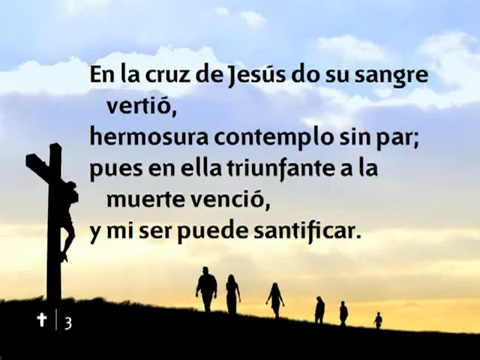 En la cruz de Jesús do su sangre
vertió,
hermosura contemplo sin par;
pues en ella triunfante a la
muerte venció,
y mi ser puede santificar.
3